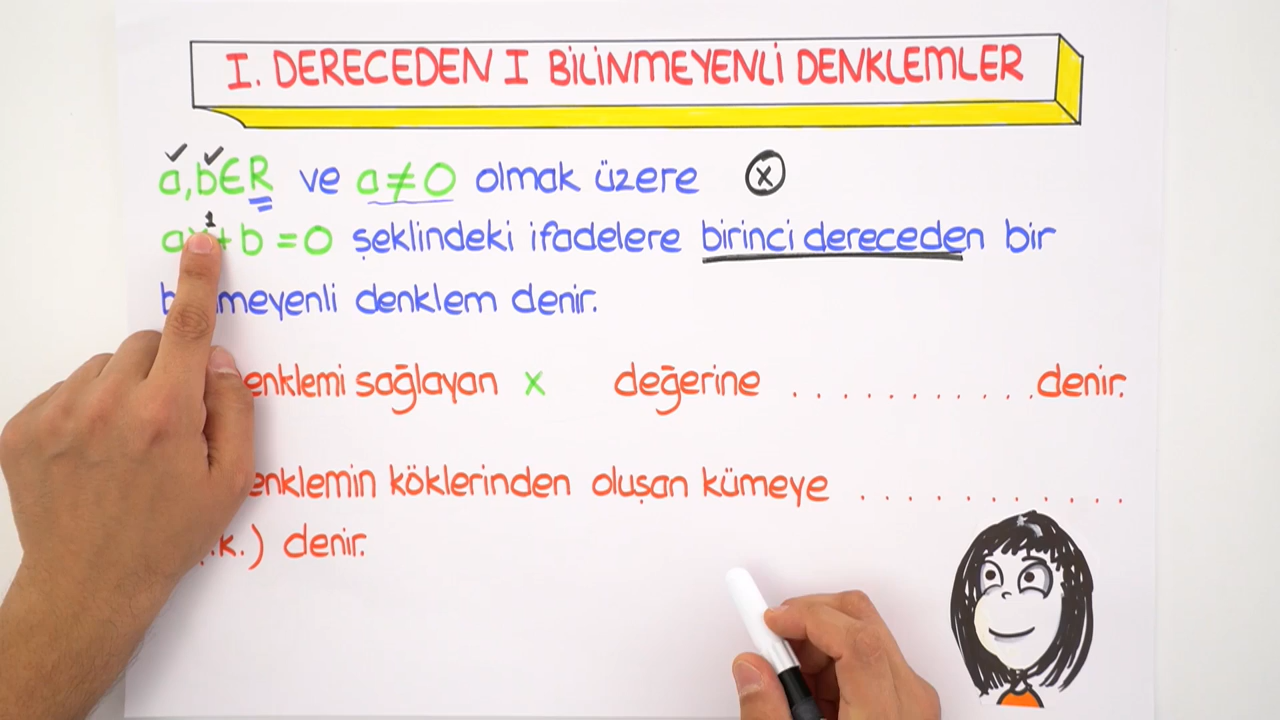 I. DERECEDEN I BİLİNMEYENLİ DENKLEMLER
a,b∈R ve a≠0 olmak üzere ⓧ
+ b = 0 şeklindeki ifadelere birinci dereceden bir
meyenli denklem denir.
enklemi sağlayan x değerine ........... denir.
enklemin köklerinden oluşan kümeye ...........
.k.) denir.